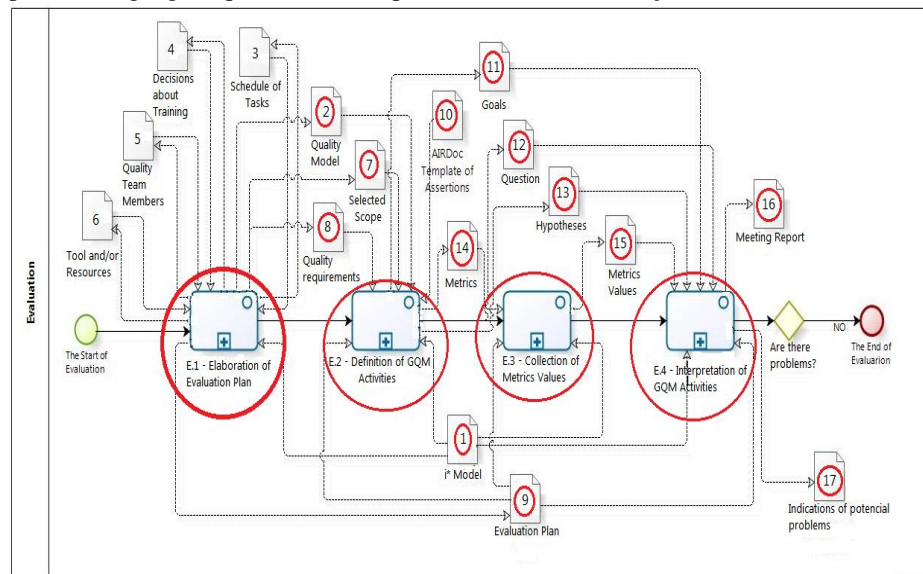 Evaluation
4
Decisions
about
Training
3
Schedule of
Tasks
5
Quality
Team
Members
6
Tool and/or
Resources
2
Quality
Model
7
Selected
Scope
8
Quality
requirements
11
Goals
10
AIRDoc
Template of
Assertions
12
Question
13
Hypotheses
14
Metrics
15
Metrics
Values
16
Meeting Report
The Start of
Evaluation
E.1 - Elaboration of
Evaluation Plan
E.2 - Definition of GQM
Activities
E.3 - Collection of
Metrics Values
E.4 - Interpretation of
GQM Activities
Are there
problems?
NO
The End of
Evaluarion
1
i* Model
9
Evaluation Plan
17
Indications of potencial
problems